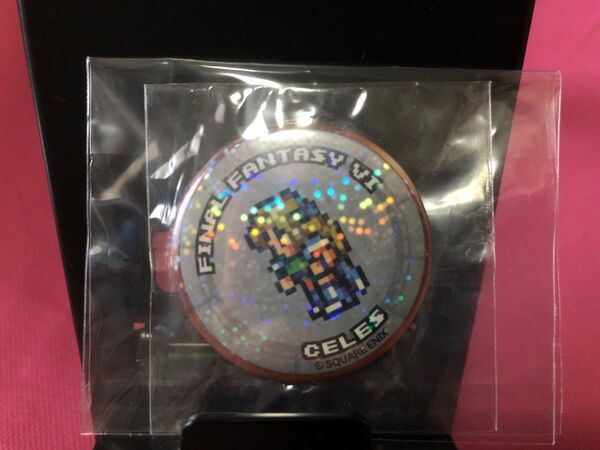 FINAL FANTASY VI
CELES
© SQUARE ENIX